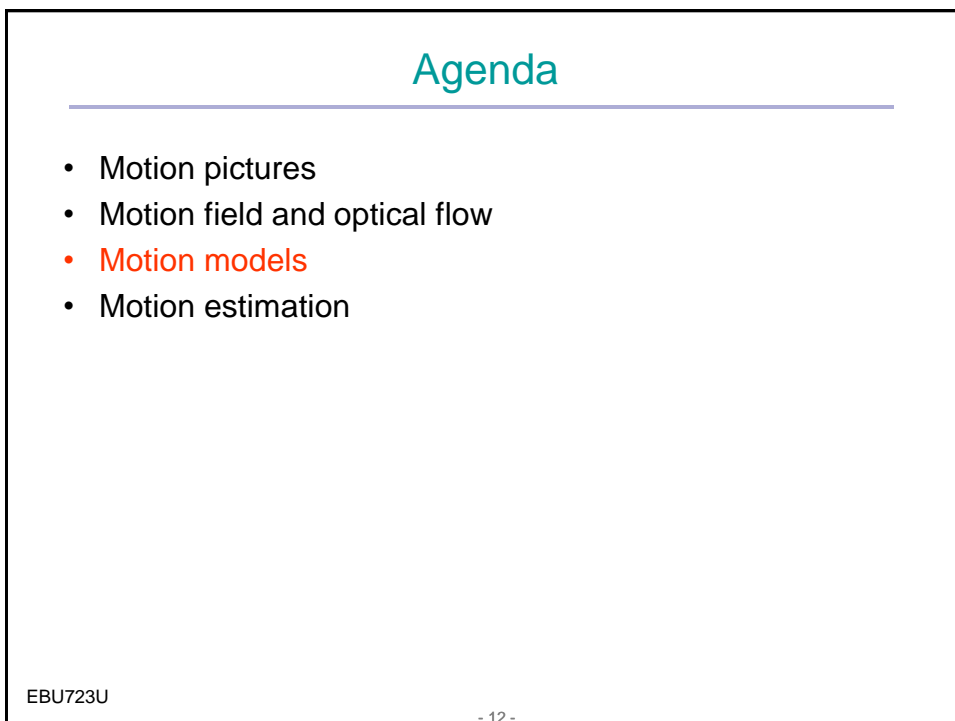 Agenda
• Motion pictures
• Motion field and optical flow
• Motion models
• Motion estimation
EBU723U
- 12 -